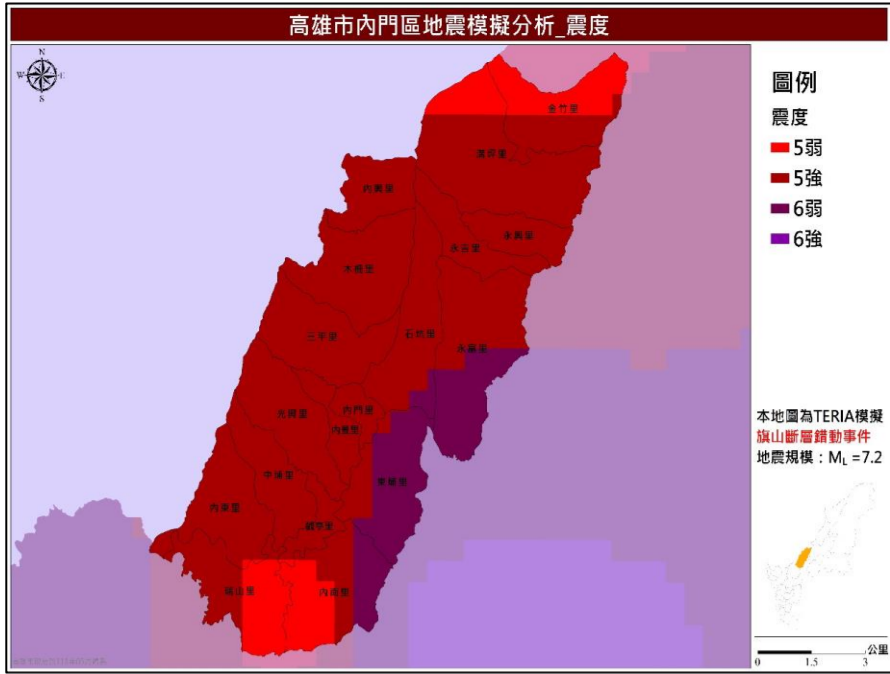 高雄市內門區地震模擬分析_震度
N
W
E
S
圖例
震度
5弱
5強
6弱
6強
金竹里
溝坪里
內興里
永興里
永吉里
木柵里
石坑里
三平里
永富里
內門里
光興里
內豐里
中埔里
東埔里
內東里
觀亭里
瑞山里
內南里
本地圖為TERIA模擬
旗山斷層錯動事件
地震規模：ML =7.2
公里
0 1.5 3